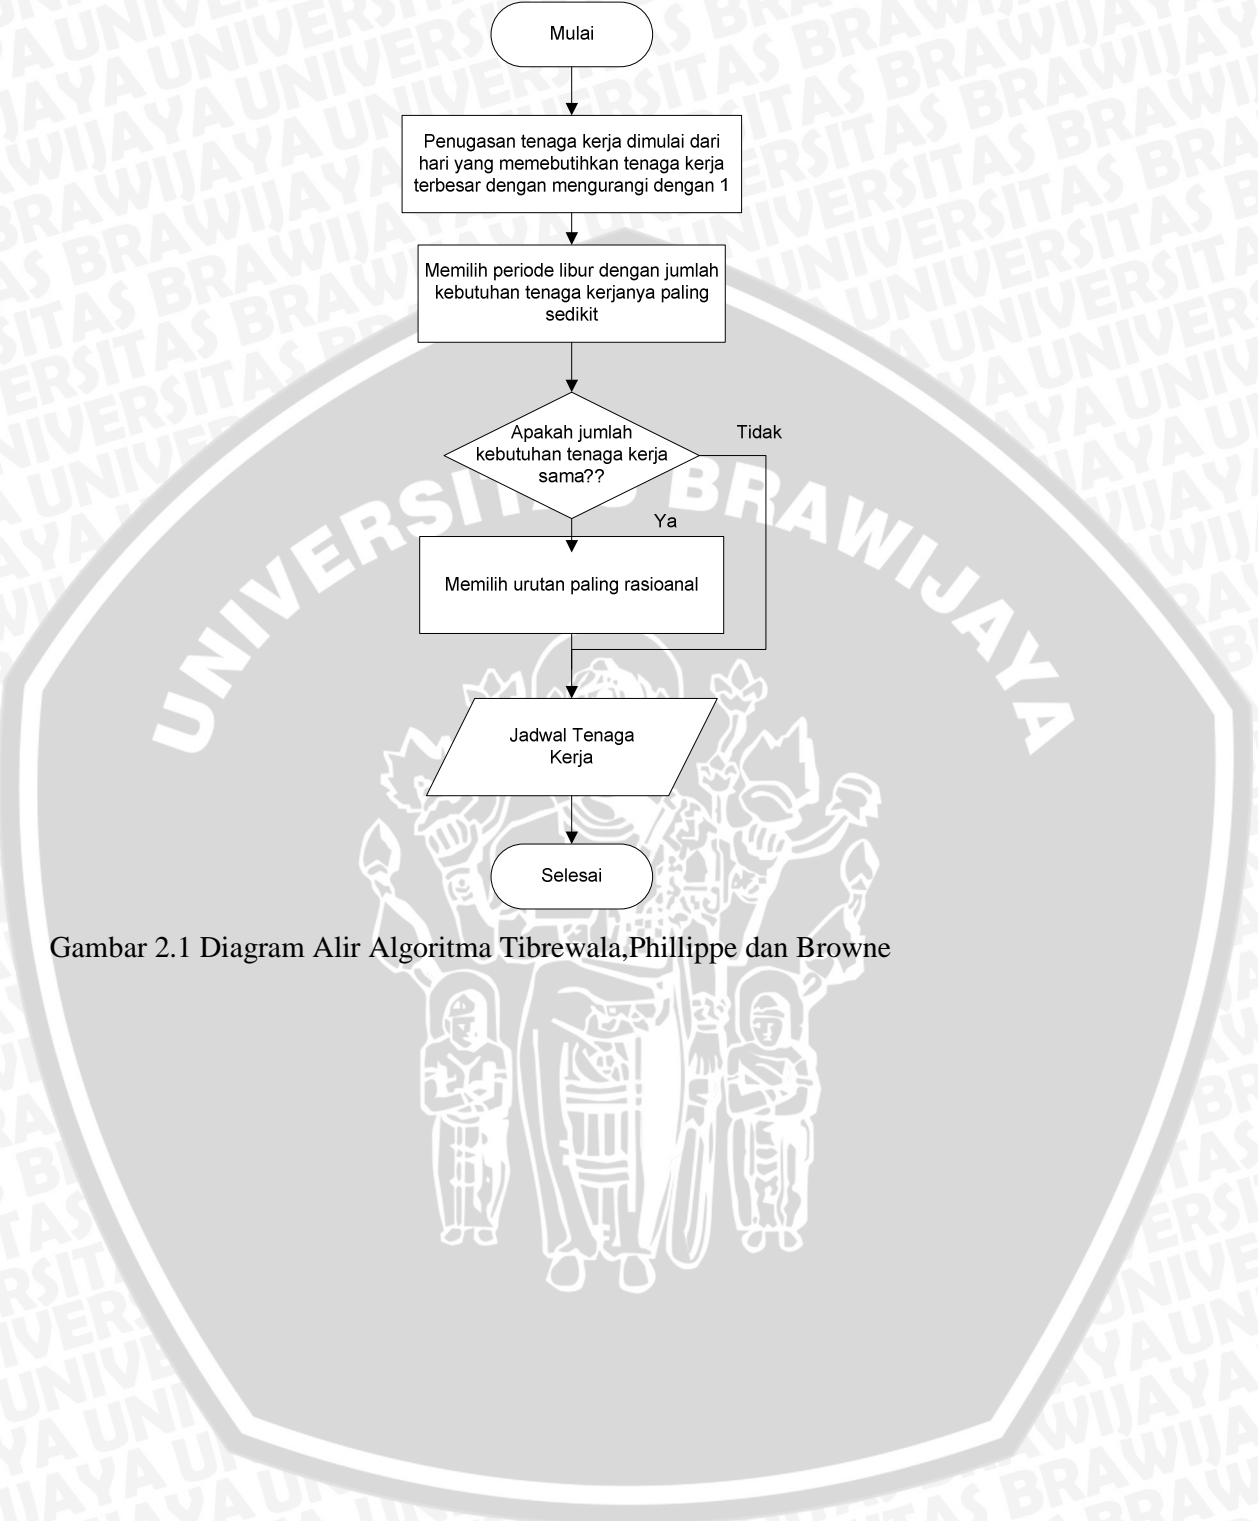 Mulai
Penugasan tenaga kerja dimulai dari
hari yang memebutihkan tenaga kerja
terbesar dengan mengurangi dengan 1
Memilih periode libur dengan jumlah
kebutuhan tenaga kerjanya paling
sedikit
Apakah jumlah
kebutuhan tenaga kerja
sama??
Tidak
Ya
Memilih urutan paling rasioanal
Jadwal Tenaga
Kerja
Selesai
Gambar 2.1 Diagram Alir Algoritma Tibrewala,Phillippe dan Browne
UNIVERSITAS BRAWIJAYA